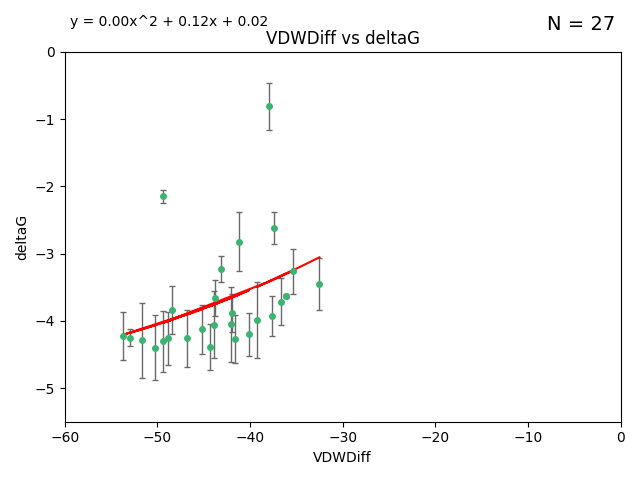 y = 0.00x^2 + 0.12x + 0.02
N = 27
VDWDiff vs deltaG
0
−1
−2
−3
−4
−5
deltaG
−60
−50
−40
−30
−20
−10
0
VDWDiff